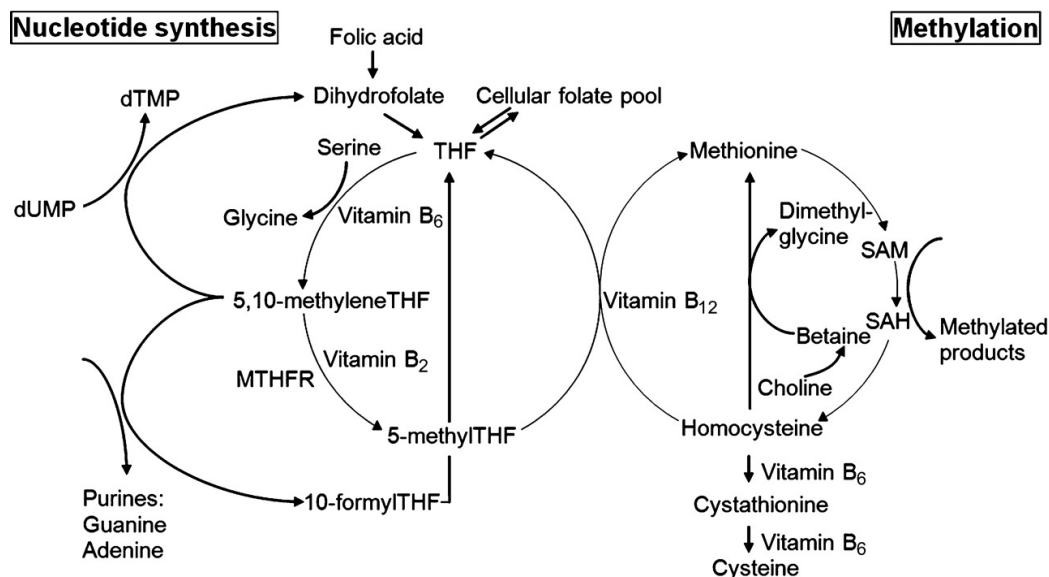 Nucleotide synthesis
Methylation
Folic acid
dTMP
Dihydrofolate
Cellular folate pool
Serine
THF
Methionine
dUMP
Glycine
Vitamin B6
Dimethyl-
glycine
SAM
5,10-methyleneTHF
Vitamin B12
SAH
Betaine
Methylated
products
Vitamin B2
MTHFR
Choline
5-methylTHF
Homocysteine
Vitamin B6
Purines:
Guanine
Adenine
10-formylTHF
Cystathionine
Vitamin B6
Cysteine